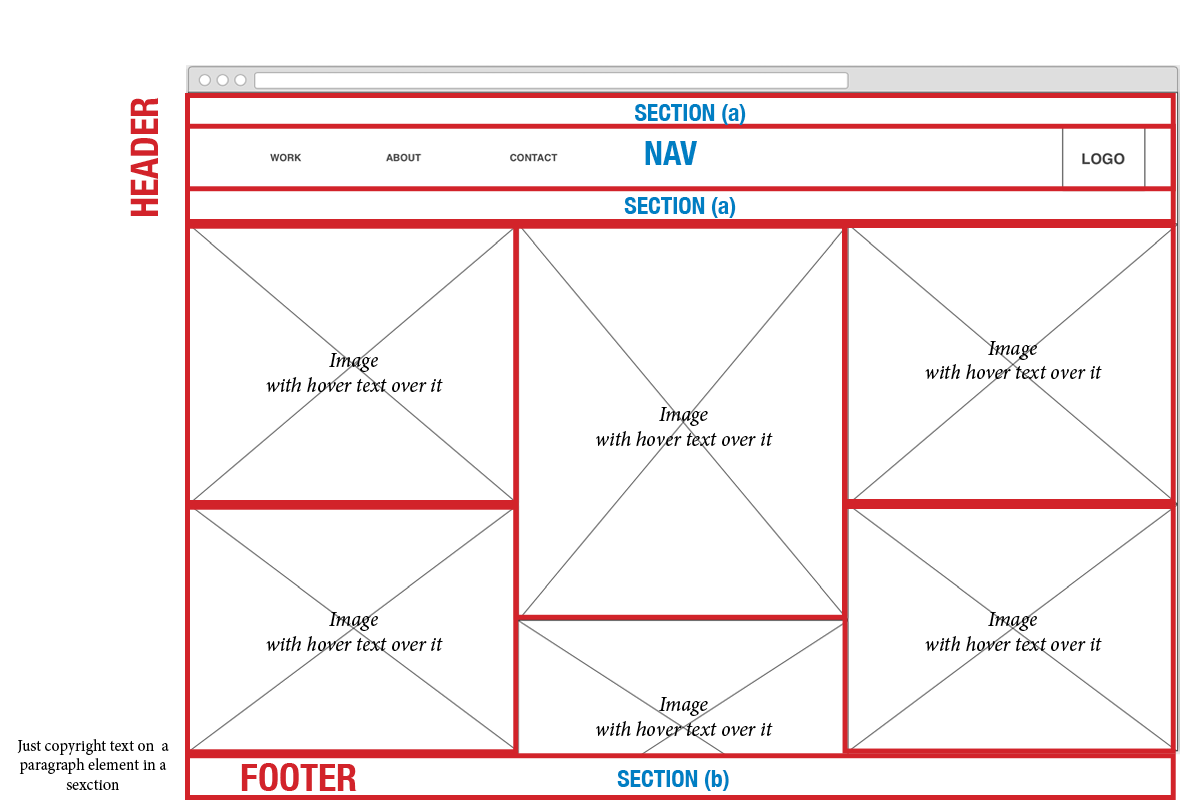 HEADER
SECTION (a)
WORK ABOUT CONTACT NAV LOGO
SECTION (a)
Image
with hover text over it
Image
with hover text over it
Image
with hover text over it
Image
with hover text over it
Image
with hover text over it
Image
with hover text over it
Just copyright text on a
paragraph element in a
sexction
FOOTER SECTION (b)